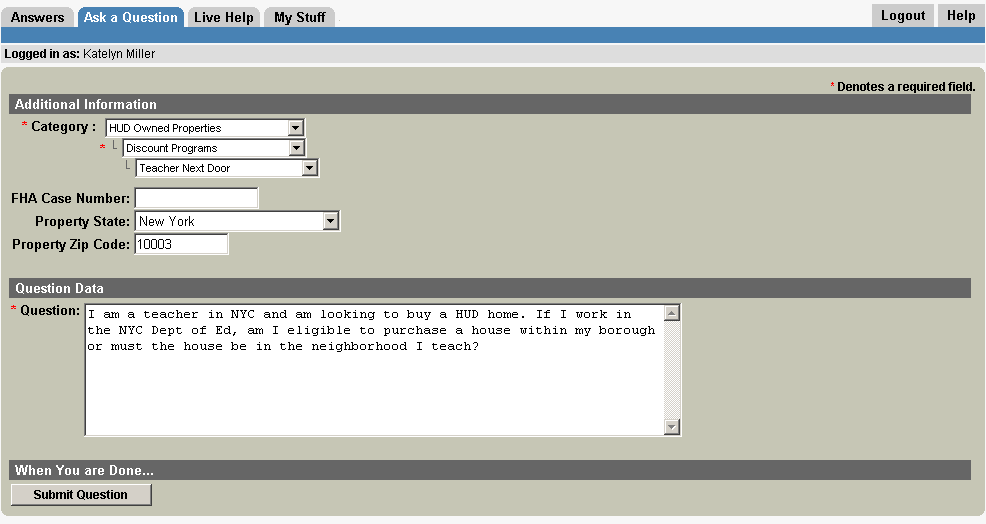 Answers Ask a Question Live Help My Stuff Logout Help
Logged in as: Katelyn Miller
* Denotes a required field.
Additional Information
* Category : HUD Owned Properties
* Discount Programs
Teacher Next Door
FHA Case Number:
Property State: New York
Property Zip Code: 10003
Question Data
* Question: I am a teacher in NYC and am looking to buy a HUD home. If I work in
the NYC Dept of Ed, am I eligible to purchase a house within my borough
or must the house be in the neighborhood I teach?
When You are Done...
Submit Question